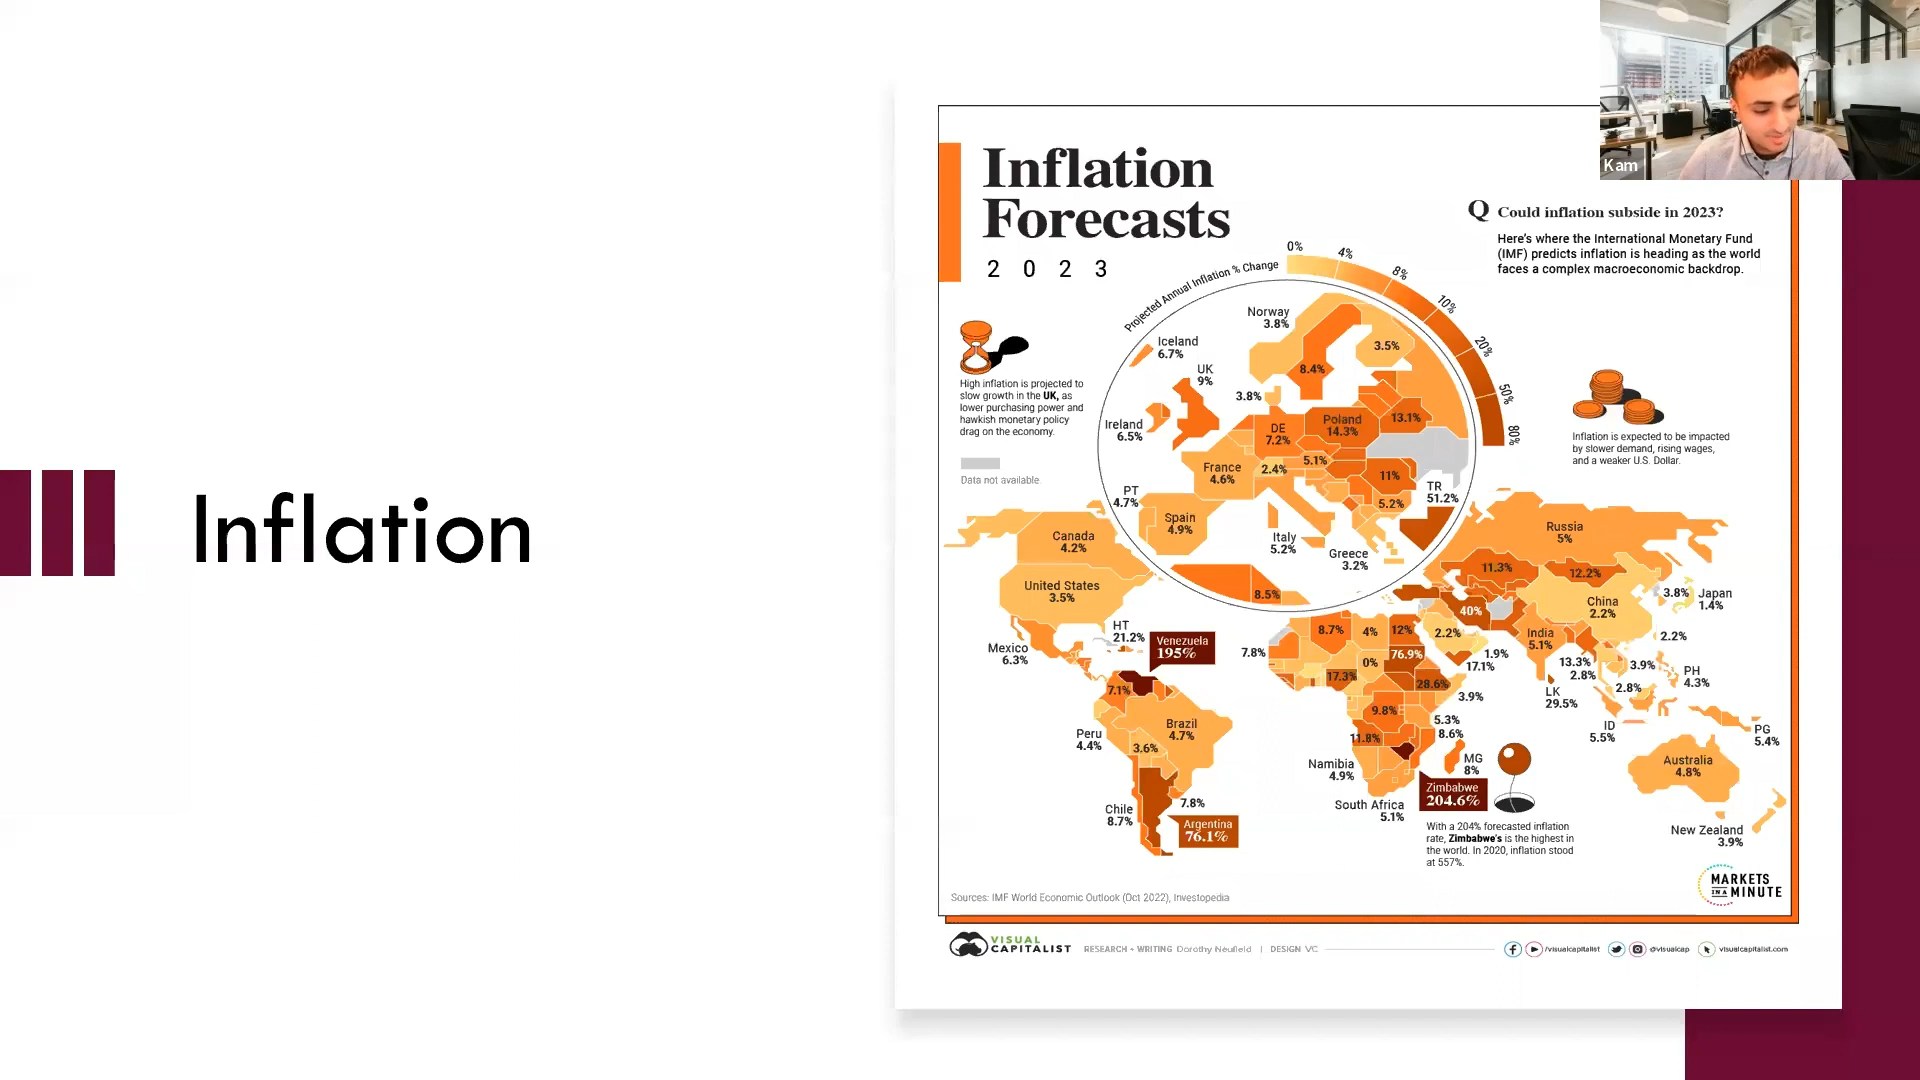 Kam
Inflation
Inflation
Forecasts
2 0 2 3
Q Could inflation subside in 2023?
Here's where the International Monetary Fund
(IMF) predicts inflation is heading as the world
faces a complex macroeconomic backdrop.
Projected Annual Inflation % Change
0%
4%
8%
10%
20%
50%
80%
High inflation is projected to
slow growth in the UK, as
lower purchasing power and
hawkish monetary policy
drag on the economy.
Data not available.
Inflation is expected to be impacted
by slower demand, rising wages,
and a weaker U.S. Dollar.
Norway
3.8%
Iceland
6.7%
UK
9%
3.5%
8.4%
3.8%
Ireland
6.5%
DE
7.2%
Poland
14.3%
13.1%
France
4.6%
2.4%
5.1%
11%
PT
4.7%
Spain
4.9%
5.2%
TR
51.2%
Italy
5.2%
Greece
3.2%
8.5%
Canada
4.2%
United States
3.5%
HT
21.2%
Mexico
6.3%
Venezuela
195%
7.1%
Peru
4.4%
Brazil
4.7%
3.6%
Chile
8.7%
7.8%
Argentina
76.1%
7.8%
8.7%
4%
12%
0%
76.9%
17.3%
28.6%
9.8%
11.8%
3.9%
5.3%
8.6%
MG
8%
Namibia
4.9%
South Africa
5.1%
Zimbabwe
204.6%
With a 204% forecasted inflation
rate, Zimbabwe's is the highest in
the world. In 2020, inflation stood
at 557%.
Russia
5%
11.3%
12.2%
40%
2.2%
1.9%
17.1%
China
2.2%
3.8%
Japan
1.4%
India
5.1%
2.2%
13.3%
2.8%
3.9%
LK
29.5%
2.8%
PH
4.3%
ID
5.5%
PG
5.4%
Australia
4.8%
New Zealand
3.9%
MARKETS
IN A MINUTE
Sources: IMF World Economic Outlook (Oct 2022), Investopedia
VISUAL
CAPITALIST
RESEARCH + WRITING Dorothy Neufeld | DESIGN VC
/visualcapitalist @visualcap visualcapitalist.com